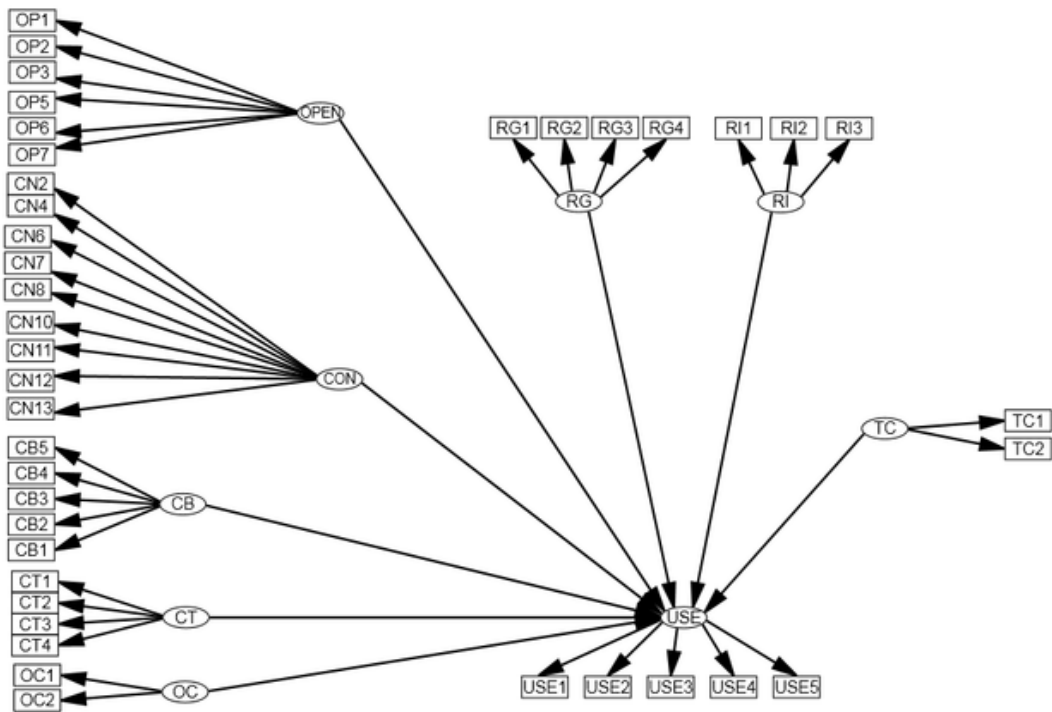 OP1
OP2
OP3
OP5
OP6
OP7
OPEN
CN2
CN4
CN6
CN7
CN8
CN10
CN11
CN12
CN13
CON
CB5
CB4
CB3
CB2
CB1
CB
CT1
CT2
CT3
CT4
CT
OC1
OC2
OC
RG1 RG2 RG3 RG4
RG
RI1 RI2 RI3
RI
TC
TC1
TC2
USE
USE1 USE2 USE3 USE4 USE5